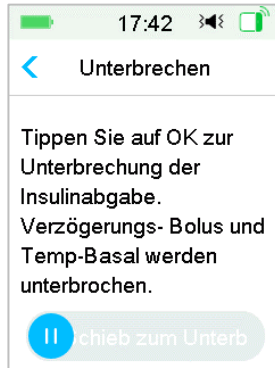 17:42
Unterbrechen
Tippen Sie auf OK zur
Unterbrechung der
Insulinabgabe.
Verzögerungs- Bolus und
Temp-Basal werden
unterbrochen.
chieb zum Unterb